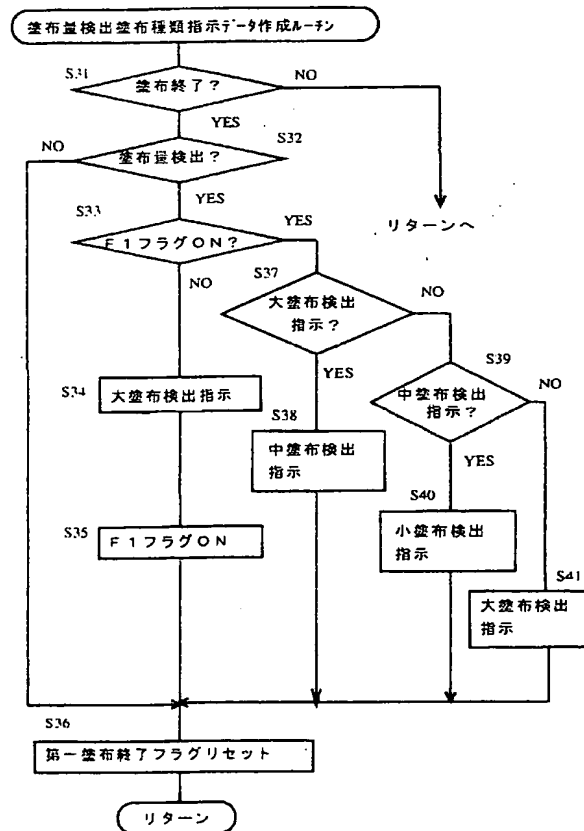 塗布量検出塗布種類指示データ作成ルーチン
S31
塗布終了?
NO
YES
S32
NO
塗布量検出?
YES
S33
YES
リターンへ
F1フラグON?
S37
NO
大塗布検出
指示?
NO
S39
S34
大塗布検出指示
YES
中塗布検出
指示?
NO
S38
中塗布検出
指示
YES
S40
S35
F1フラグON
小塗布検出
指示
S41
大塗布検出
指示
S36
第一塗布終了フラグリセット
リターン